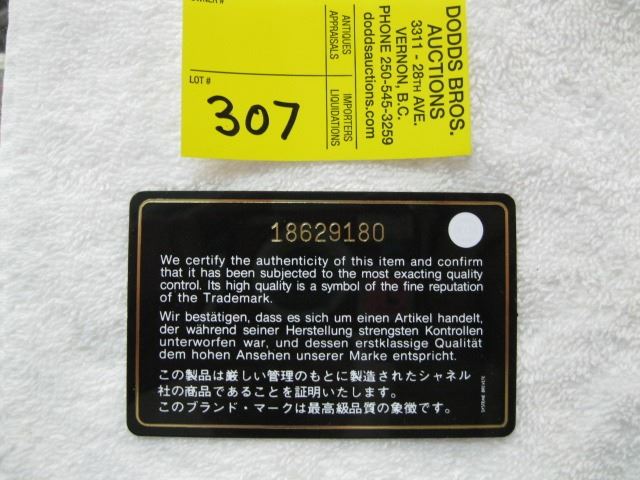 OWNER #
LOT #
307
ANTIQUES
APPRAISALS
IMPORTERS
LIQUIDATIONS
DODDS BROS.
AUCTIONS
3311 - 28TH AVE.
VERNON, B.C.
PHONE 250-545-3259
doddsauctions.com
18629180
We certify the authenticity of this item and confirm
that it has been subjected to the most exacting quality
control. Its high quality is a symbol of the fine reputation
of the Trademark.
Wir bestätigen, dass es sich um einen Artikel handelt,
der während seiner Herstellung strengsten Kontrollen
unterworfen war, und dessen erstklassige Qualität
dem hohen Ansehen unserer Marke entspricht.
この製品は厳しい管理のもとに製造されたシャネル
社の商品であることを証明いたします。
このブランド・マークは最高級品質の象徴です。